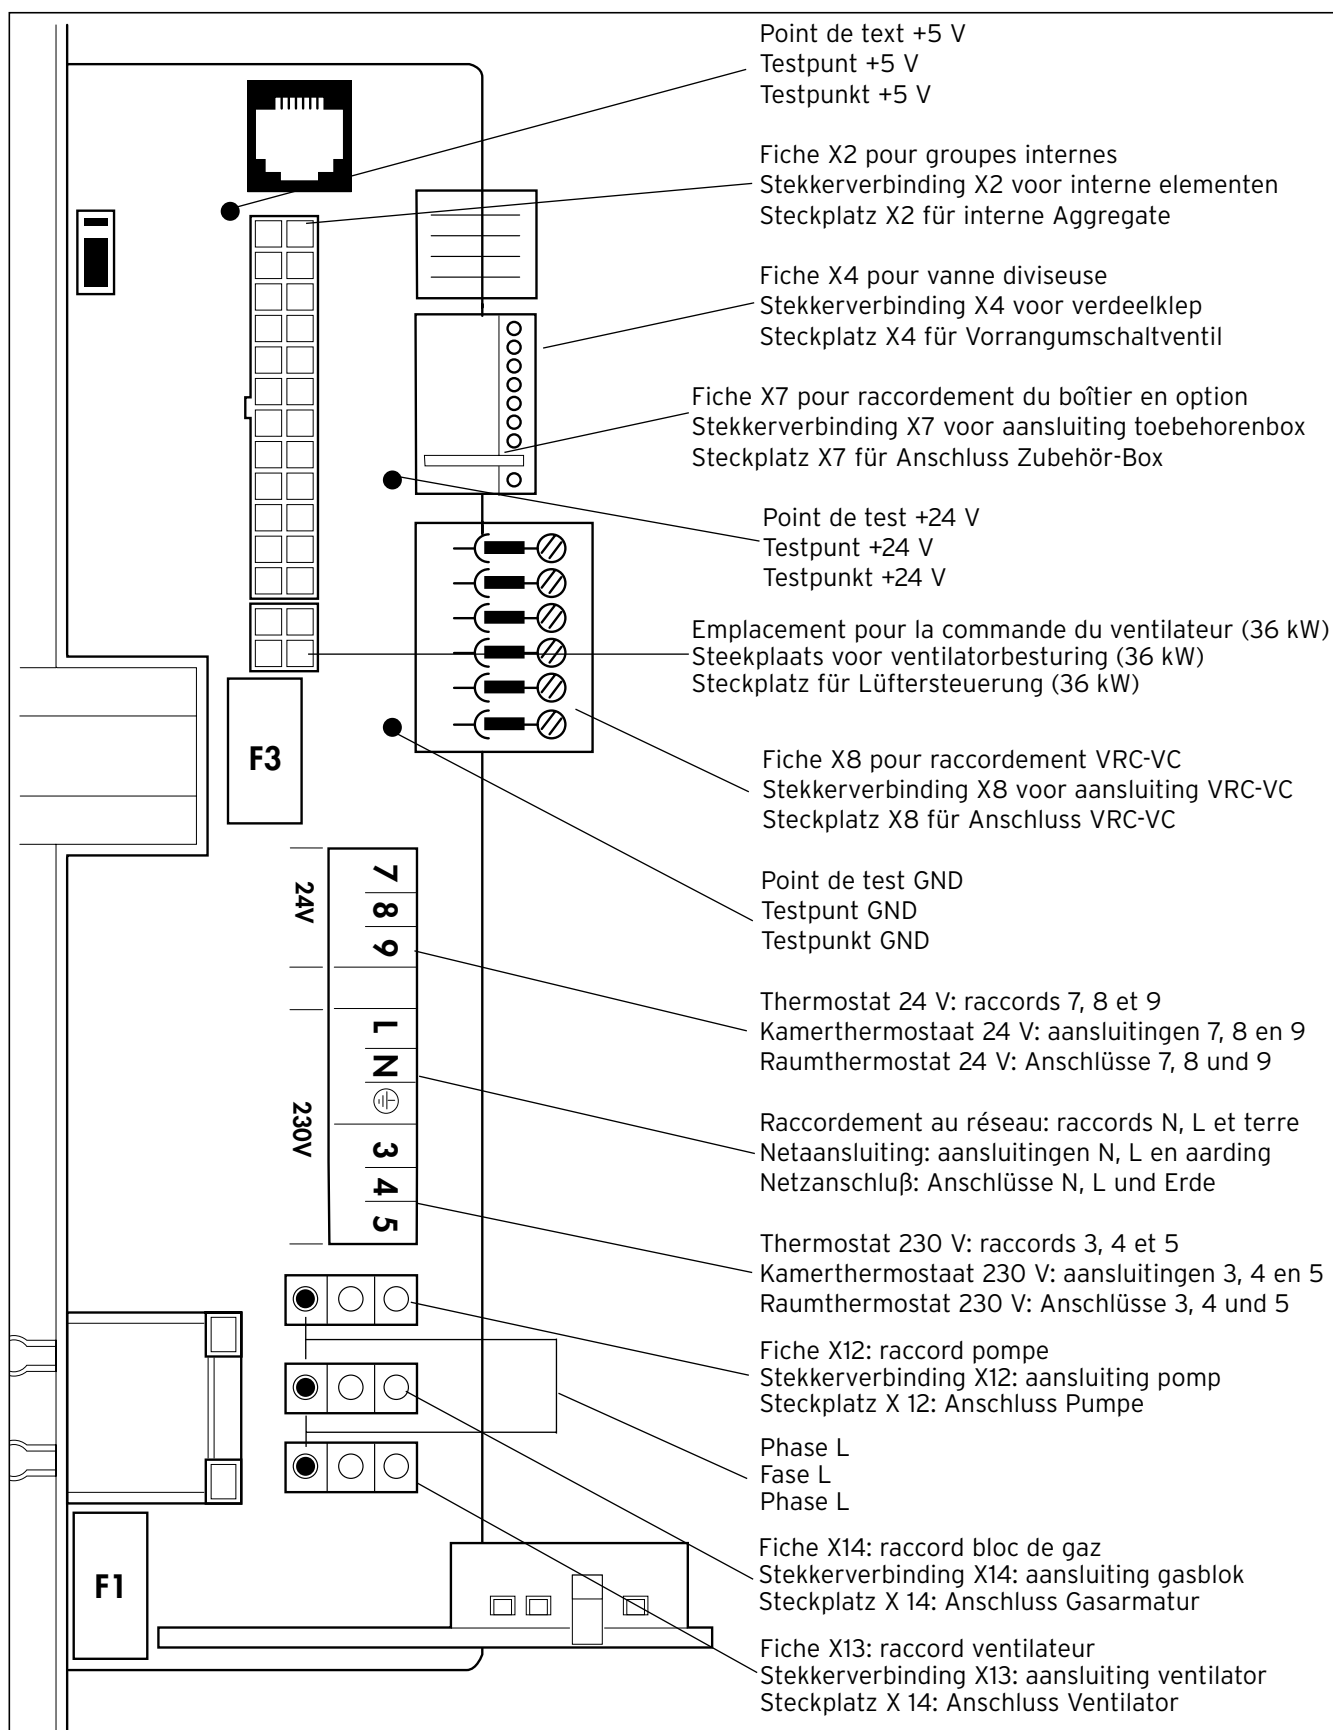 Point de text +5 V
Testpunt +5 V
Testpunkt +5 V
Fiche X2 pour groupes internes
Stekkerverbinding X2 voor interne elementen
Steckplatz X2 für interne Aggregate
Fiche X4 pour vanne diviseuse
Stekkerverbinding X4 voor verdeelklep
Steckplatz X4 für Vorrangumschaltventil
Fiche X7 pour raccordement du boîtier en option
Stekkerverbinding X7 voor aansluiting toebehorenbox
Steckplatz X7 für Anschluss Zubehör-Box
Point de test +24 V
Testpunt +24 V
Testpunkt +24 V
Emplacement pour la commande du ventilateur (36 kW)
Steekplaats voor ventilatorbesturing (36 kW)
Steckplatz für Lüftersteuerung (36 kW)
F3
Fiche X8 pour raccordement VRC-VC
Stekkerverbinding X8 voor aansluiting VRC-VC
Steckplatz X8 für Anschluss VRC-VC
Point de test GND
Testpunt GND
Testpunkt GND
24V
7
8
9
Thermostat 24 V: raccords 7, 8 et 9
Kamerthermostaat 24 V: aansluitingen 7, 8 en 9
Raumthermostat 24 V: Anschlüsse 7, 8 und 9
230V
L
N
3
4
5
Raccordement au réseau: raccords N, L et terre
Netaansluiting: aansluitingen N, L en aarding
Netzanschluß: Anschlüsse N, L und Erde
Thermostat 230 V: raccords 3, 4 et 5
Kamerthermostaat 230 V: aansluitingen 3, 4 en 5
Raumthermostat 230 V: Anschlüsse 3, 4 und 5
Fiche X12: raccord pompe
Stekkerverbinding X12: aansluiting pomp
Steckplatz X 12: Anschluss Pumpe
Phase L
Fase L
Phase L
Fiche X14: raccord bloc de gaz
Stekkerverbinding X14: aansluiting gasblok
Steckplatz X 14: Anschluss Gasarmatur
F1
Fiche X13: raccord ventilateur
Stekkerverbinding X13: aansluiting ventilator
Steckplatz X 14: Anschluss Ventilator